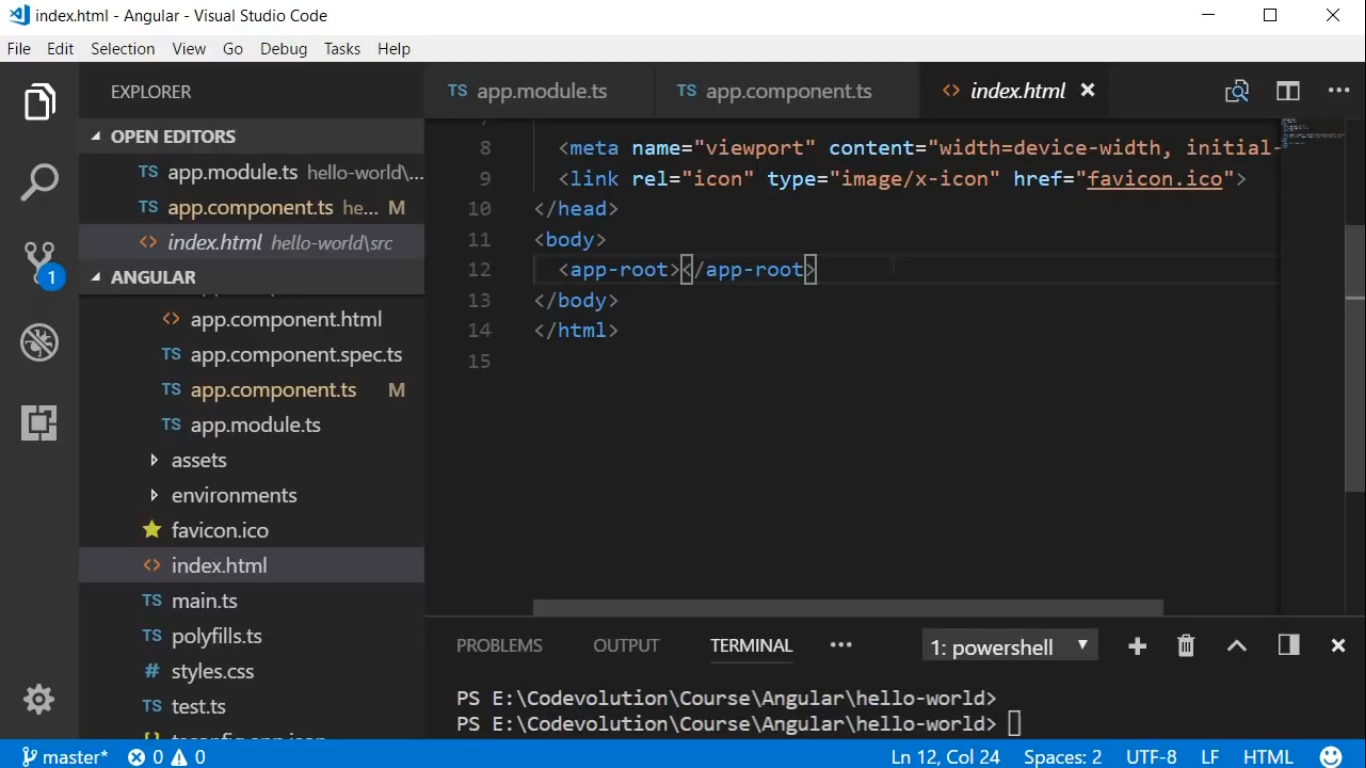 index.html - Angular - Visual Studio Code
File Edit Selection View Go Debug Tasks Help
EXPLORER
OPEN EDITORS
TS app.module.ts hello-world\...
TS app.component.ts he... M
<> index.html hello-world\src
1
ANGULAR
<> app.component.html
TS app.component.spec.ts
TS app.component.ts M
TS app.module.ts
assets
environments
favicon.ico
<> index.html
TS main.ts
TS polyfills.ts
# styles.css
TS test.ts
TS app.module.ts TS app.component.ts <> index.html
8 <meta name="viewport" content="width=device-width, initial-
9 <link rel="icon" type="image/x-icon" href="favicon.ico">
10 </head>
11 <body>
12 <app-root></app-root>
13 </body>
14 </html>
15
PROBLEMS OUTPUT TERMINAL ••• 1: powershell
PS E:\Codevolution\Course\Angular\hello-world>
PS E:\Codevolution\Course\Angular\hello-world>
master* 0 0 Ln 12, Col 24 Spaces: 2 UTF-8 LF HTML